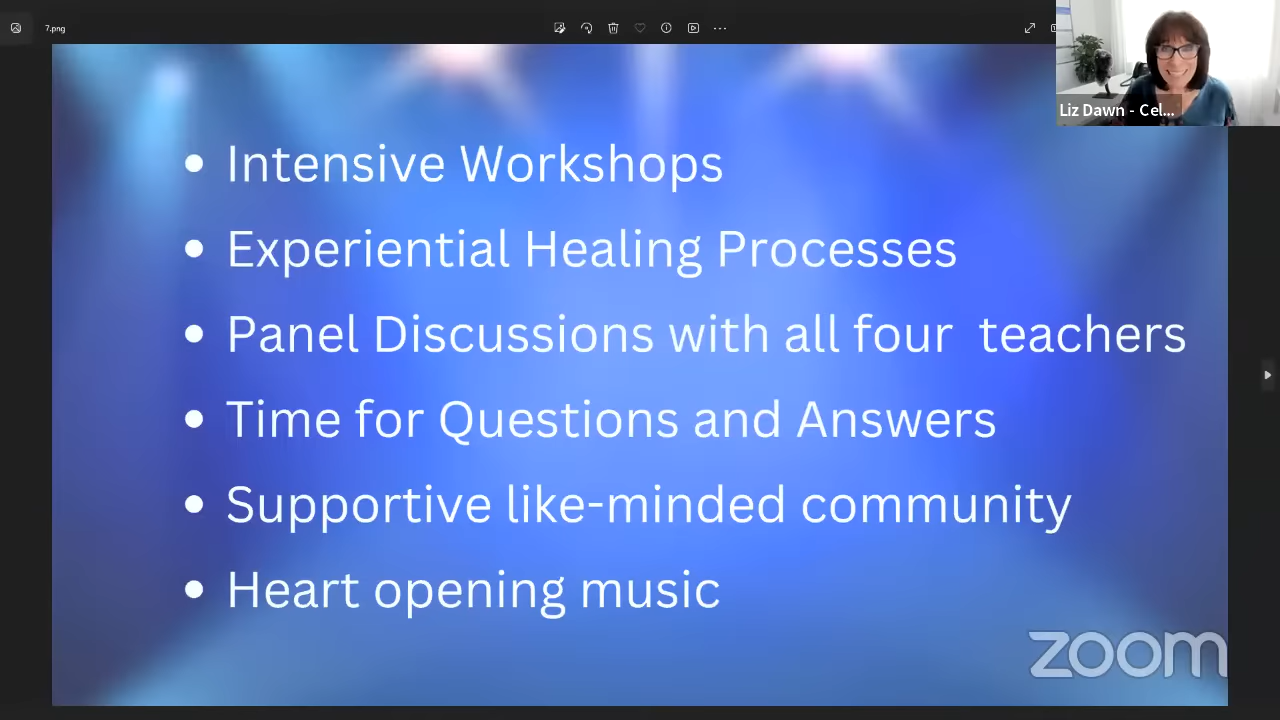 7.png
Liz Dawn - Cel...
• Intensive Workshops
• Experiential Healing Processes
• Panel Discussions with all four  teachers
• Time for Questions and Answers
• Supportive like-minded community
• Heart opening music
zoom